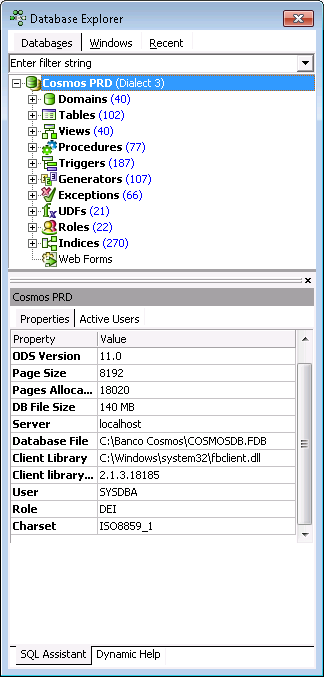 Database Explorer
Databases Windows Recent
Enter filter string
Cosmos PRD (Dialect 3)
Domains (40)
Tables (102)
Views (40)
Procedures (77)
Triggers (187)
Generators (107)
Exceptions (66)
UDFs (21)
Roles (22)
Indices (270)
Web Forms
Cosmos PRD
Properties Active Users
Property Value
ODS Version 11.0
Page Size 8192
Pages Alloca... 18020
DB File Size 140 MB
Server localhost
Database File C:\Banco Cosmos\COSMOSDB.FDB
Client Library C:\Windows\system32\fbclient.dll
Client library... 2.1.3.18185
User SYSDBA
Role DEI
Charset ISO8859_1
SQL Assistant Dynamic Help